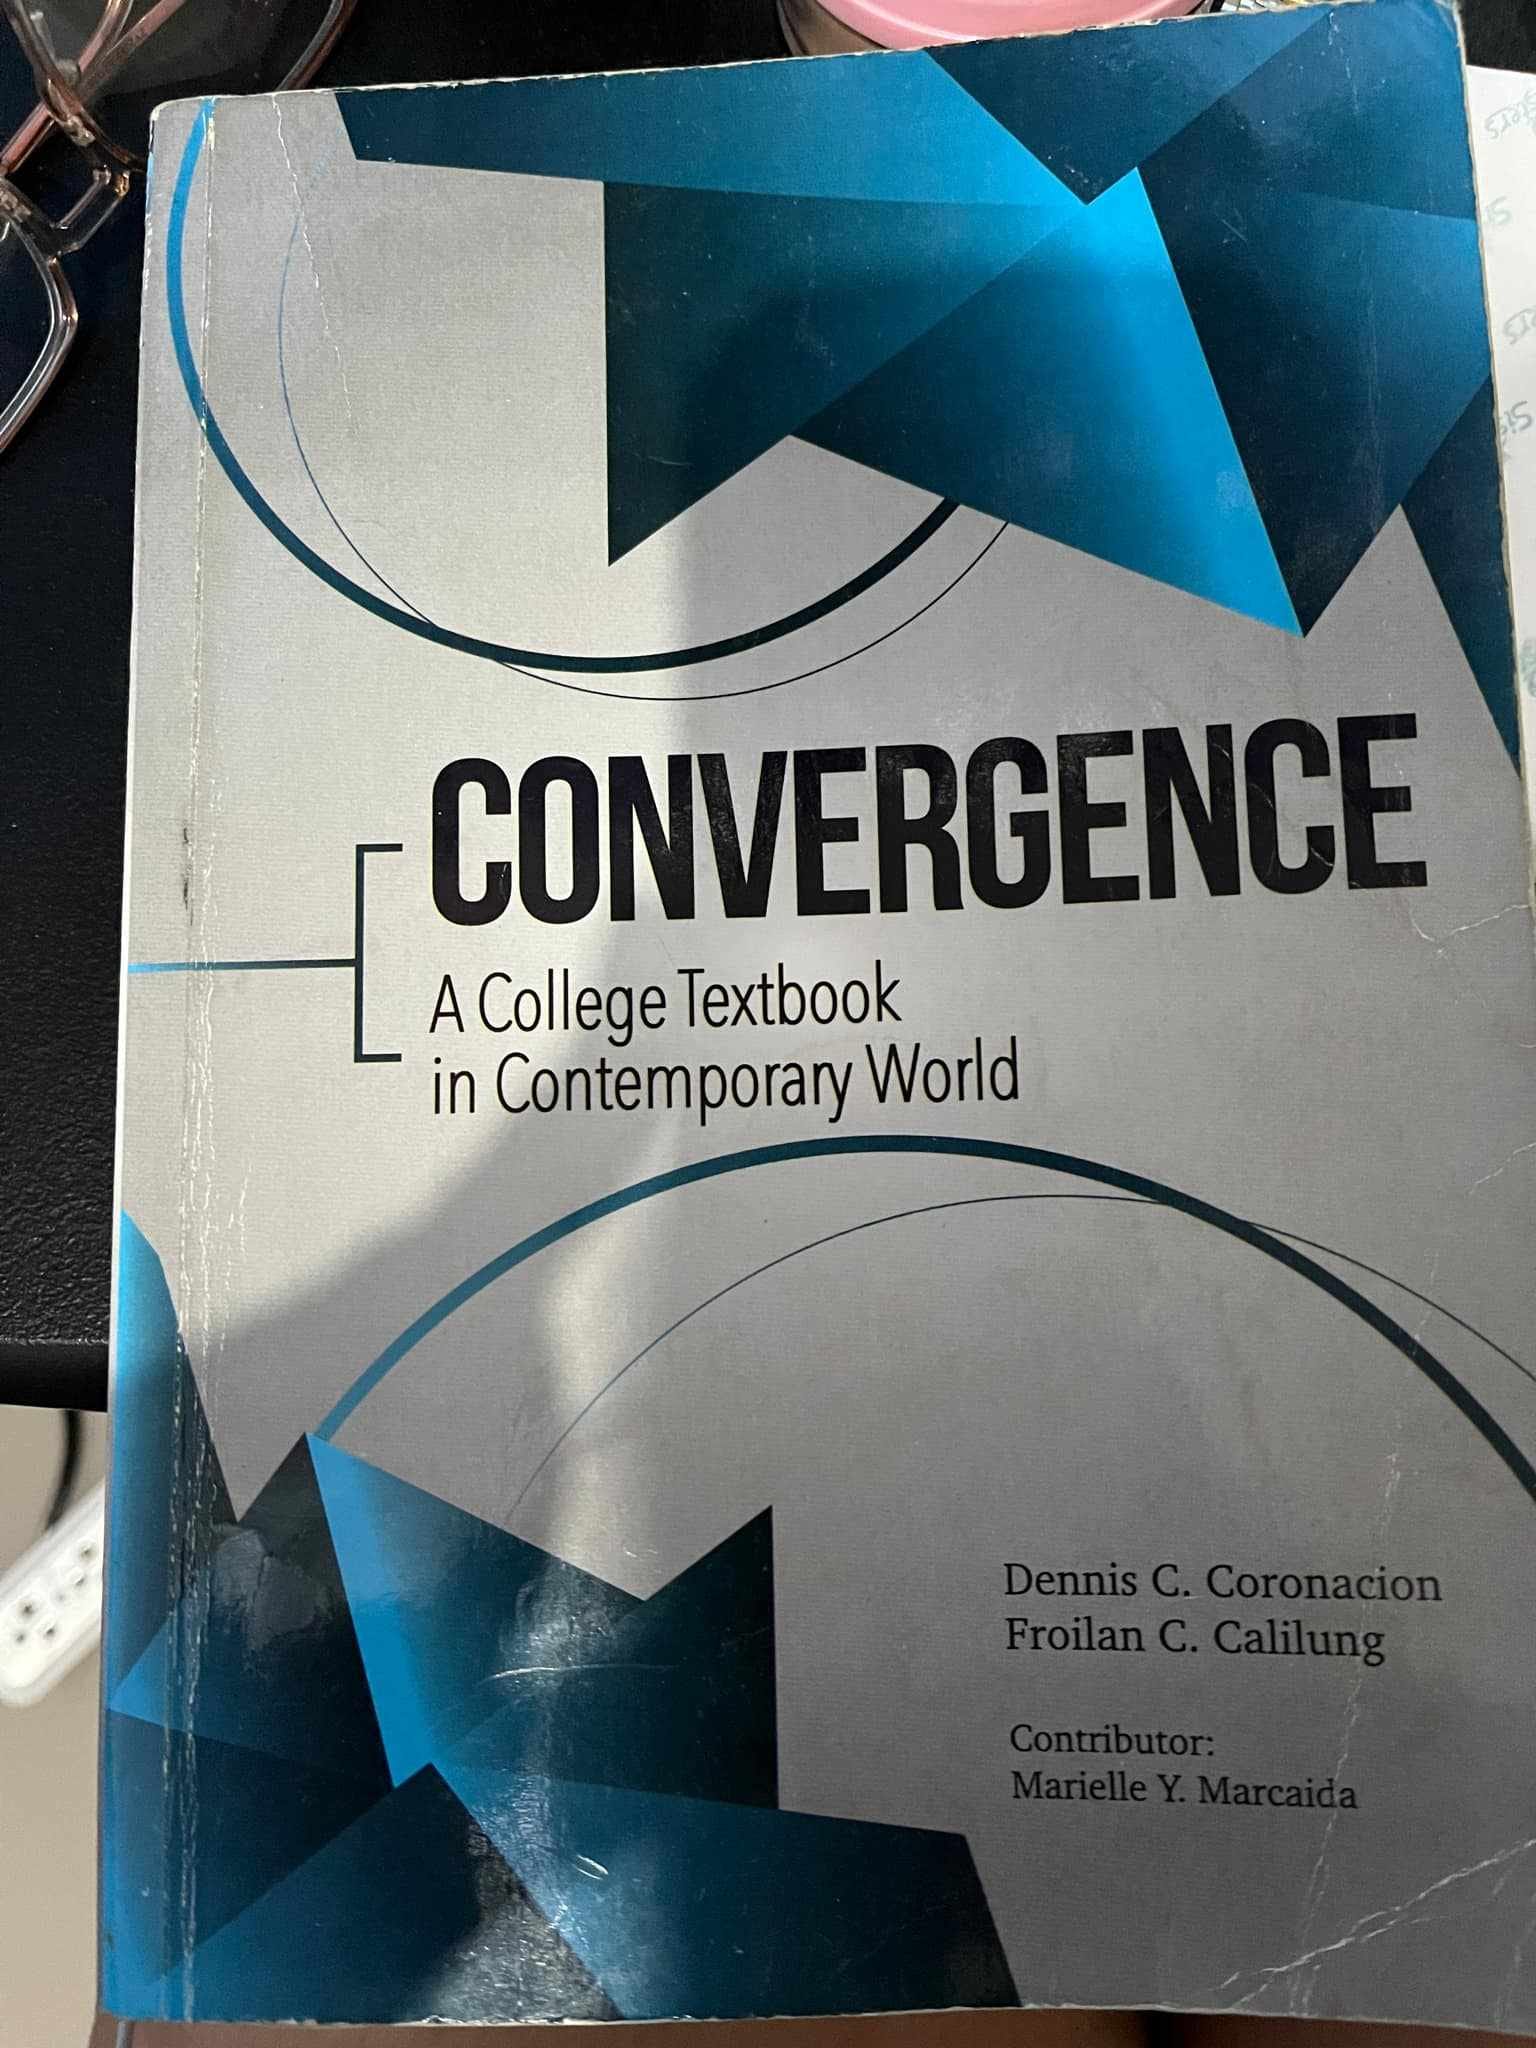 CONVERGENCE
A College Textbook
in Contemporary World
Dennis C. Coronacion
Froilan C. Calilung
Contributor:
Marielle Y. Marcaida